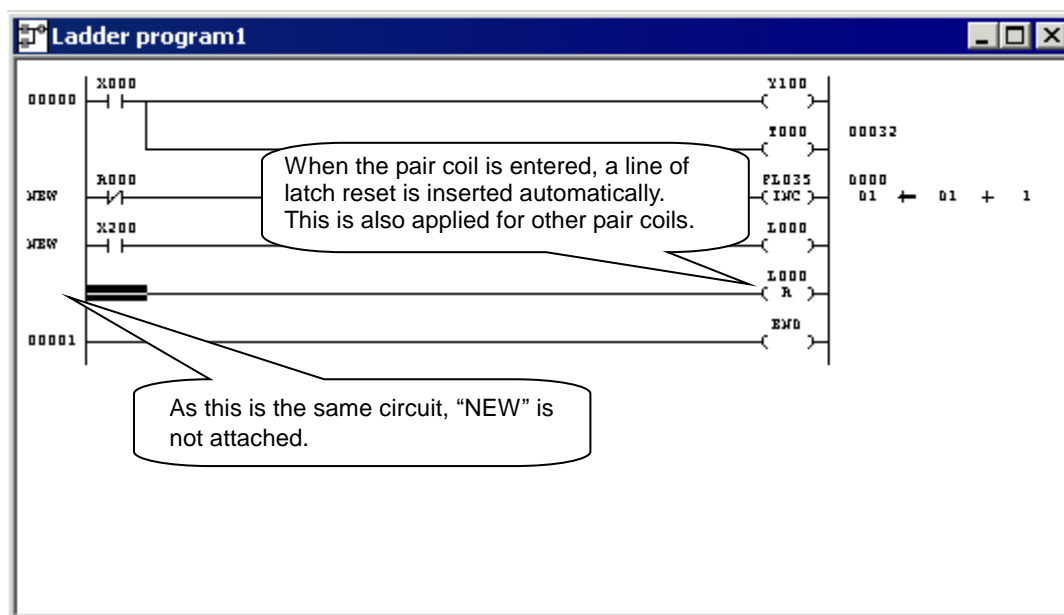 Ladder program1
X000 Y100
00000
T000 00032
When the pair coil is entered, a line of
latch reset is inserted automatically.
This is also applied for other pair coils.
R000 FL035 0000
NEW INC D1 ← D1 + 1
X200 L000
NEW
L000
R
END
00001
As this is the same circuit, “NEW” is
not attached.